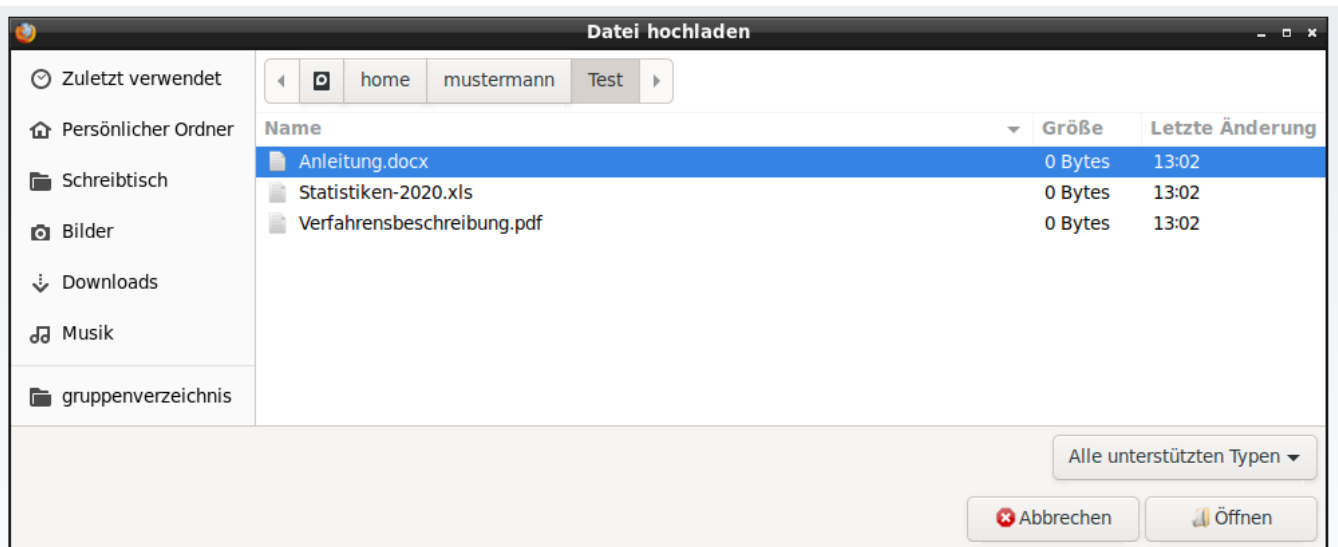 Datei hochladen
Zuletzt verwendet
Persönlicher Ordner
Schreibtisch
Bilder
Downloads
Musik
gruppenverzeichnis
home mustermann Test
Name Größe Letzte Änderung
Anleitung.docx 0 Bytes 13:02
Statistiken-2020.xls 0 Bytes 13:02
Verfahrensbeschreibung.pdf 0 Bytes 13:02
Alle unterstützten Typen
Abbrechen Öffnen